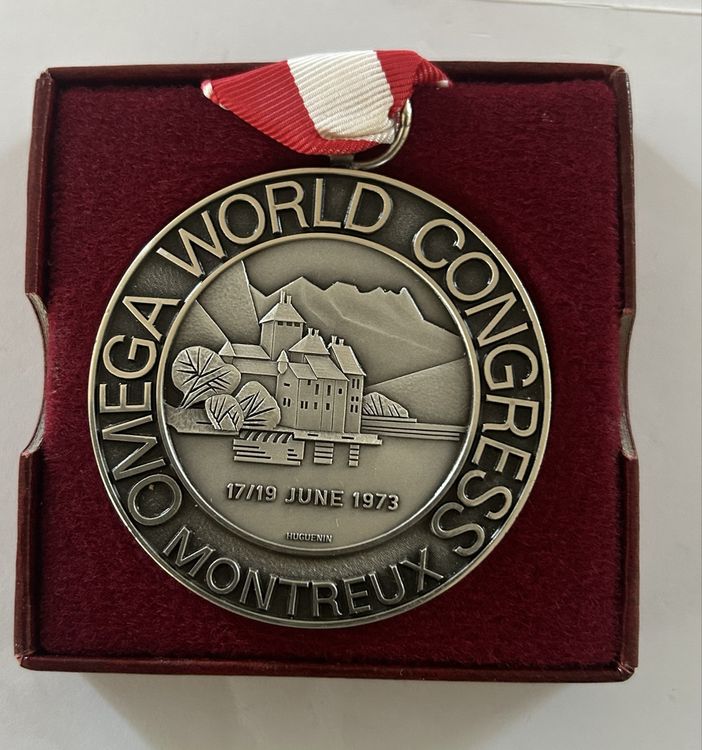 OMEGA WORLD CONGRESS
17/19 JUNE 1973
HUGUENIN
MONTREUX